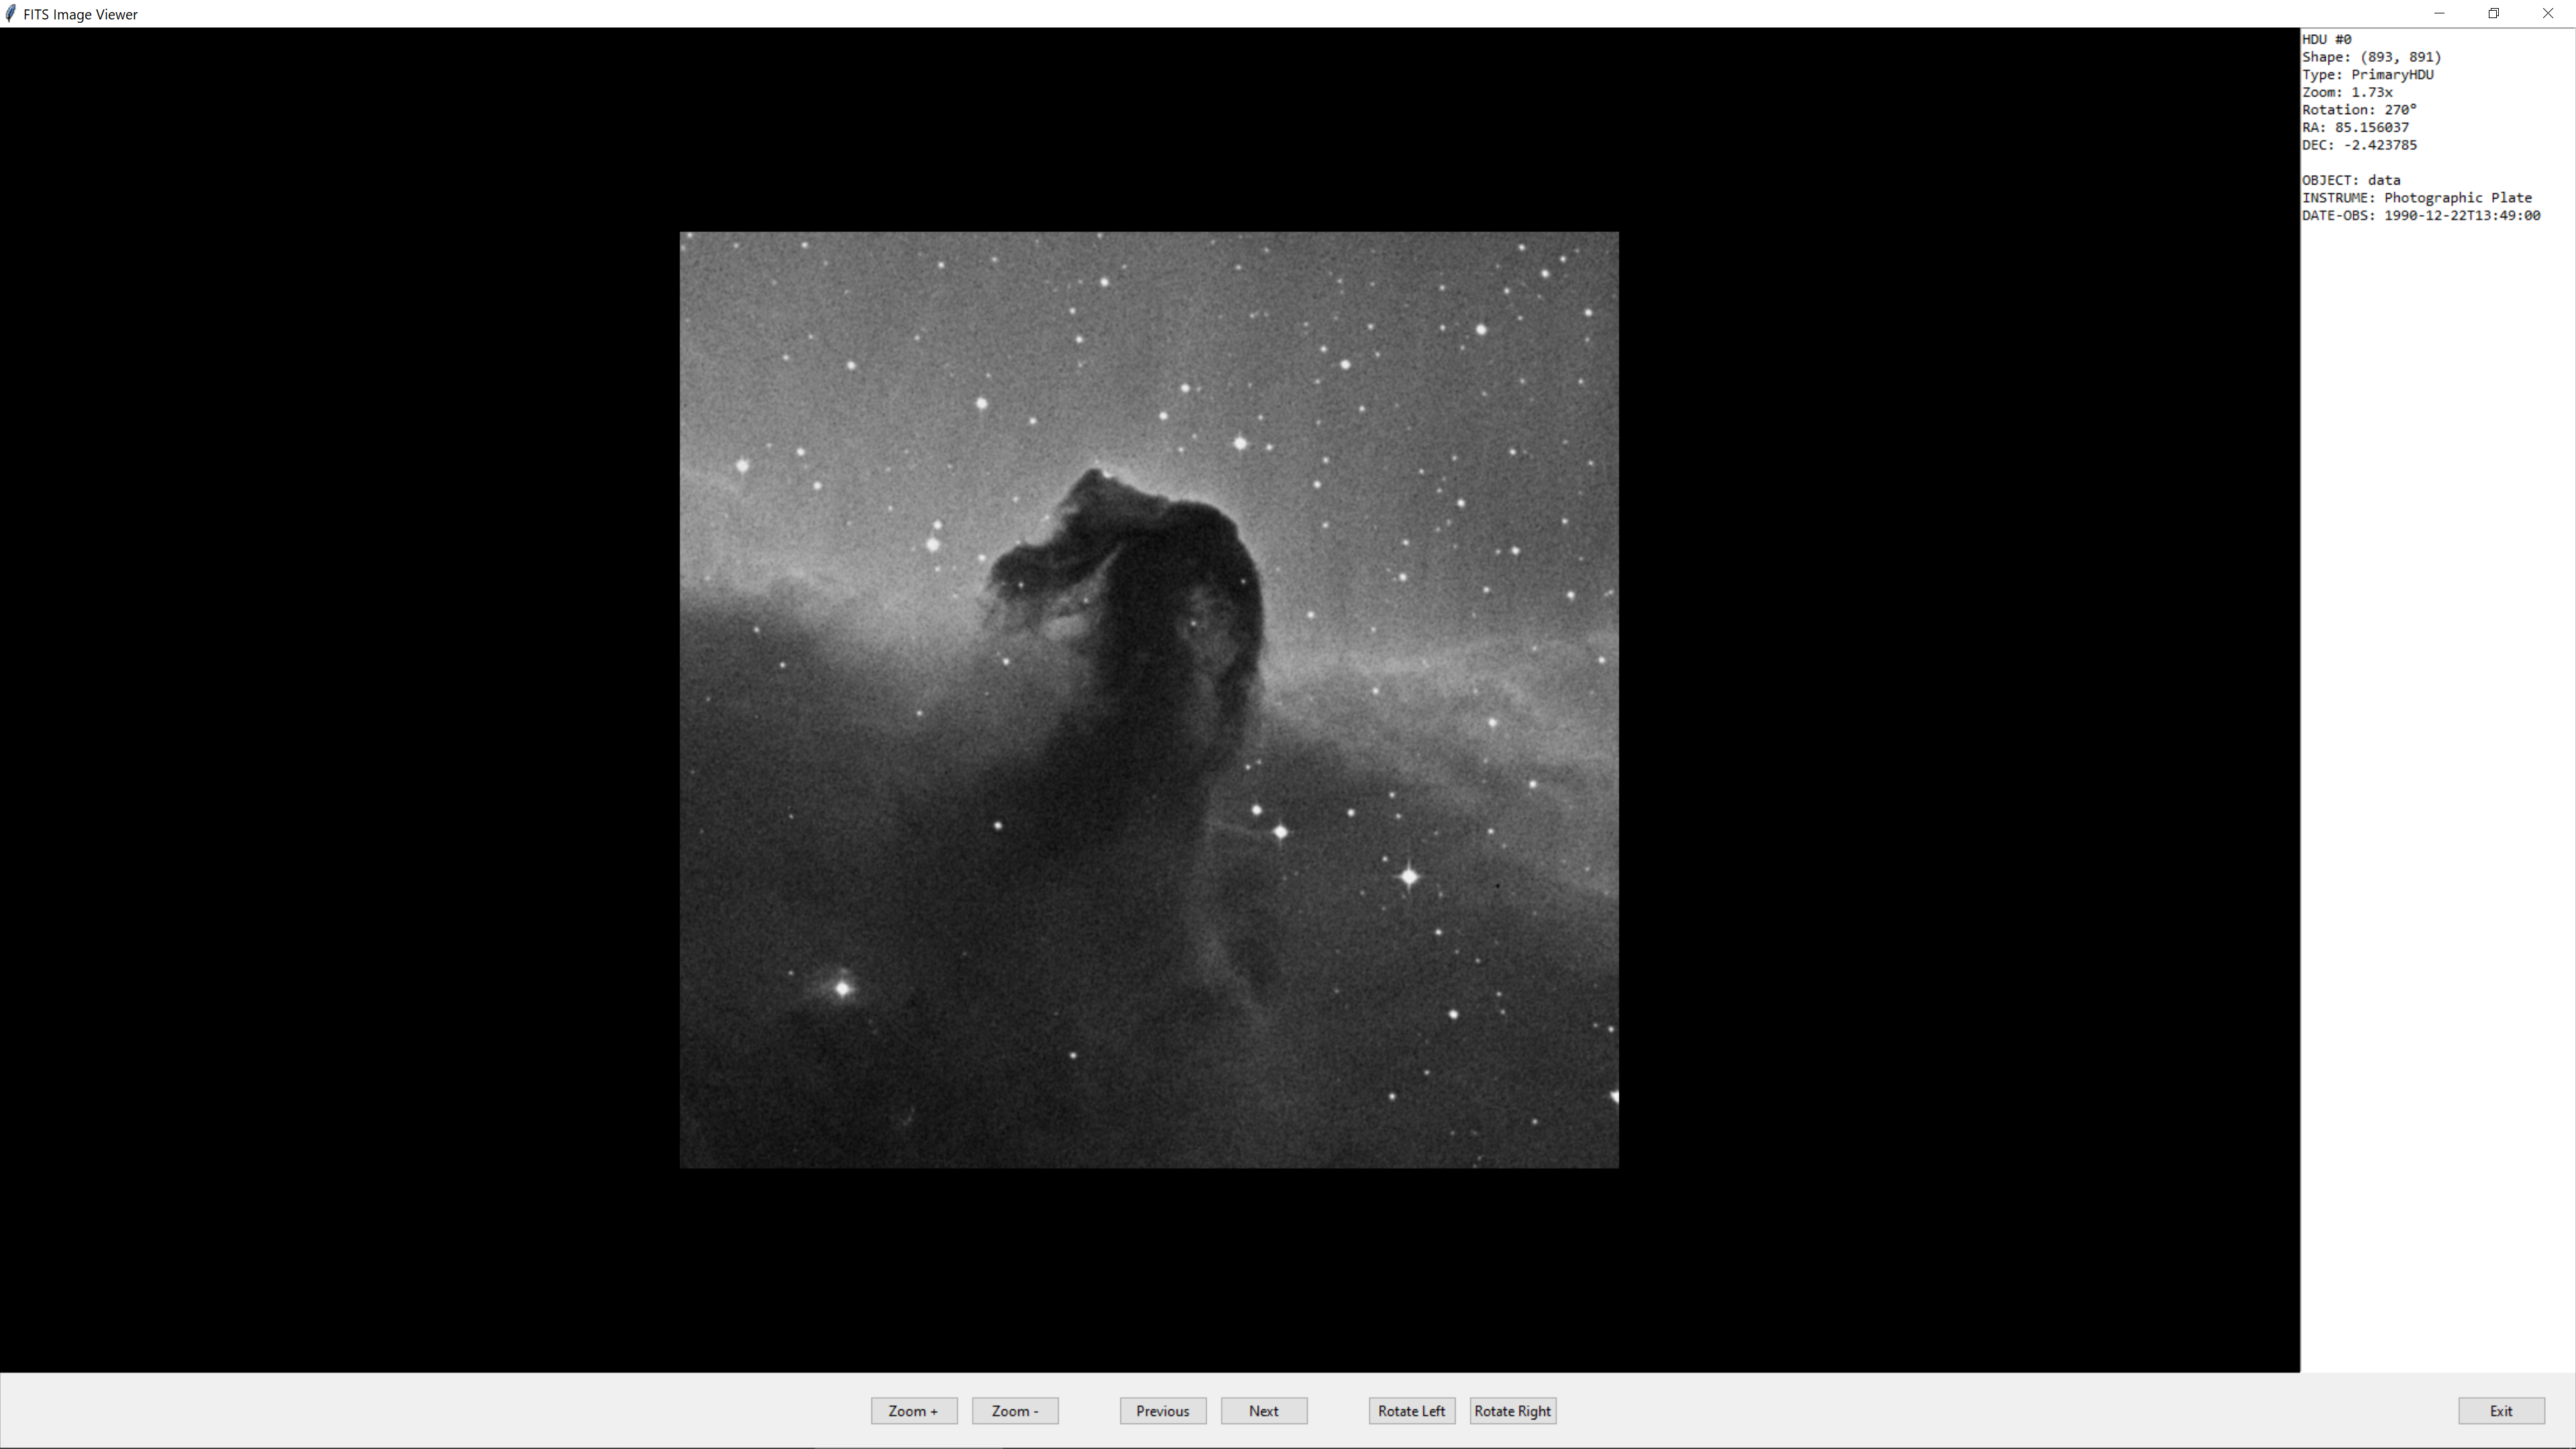 FITS Image Viewer
HDU #0
Shape: (893, 891)
Type: PrimaryHDU
Zoom: 1.73x
Rotation: 270°
RA: 85.156037
DEC: -2.423785
OBJECT: data
INSTRUME: Photographic Plate
DATE-OBS: 1990-12-22T13:49:00
Zoom + Zoom - Previous Next Rotate Left Rotate Right Exit